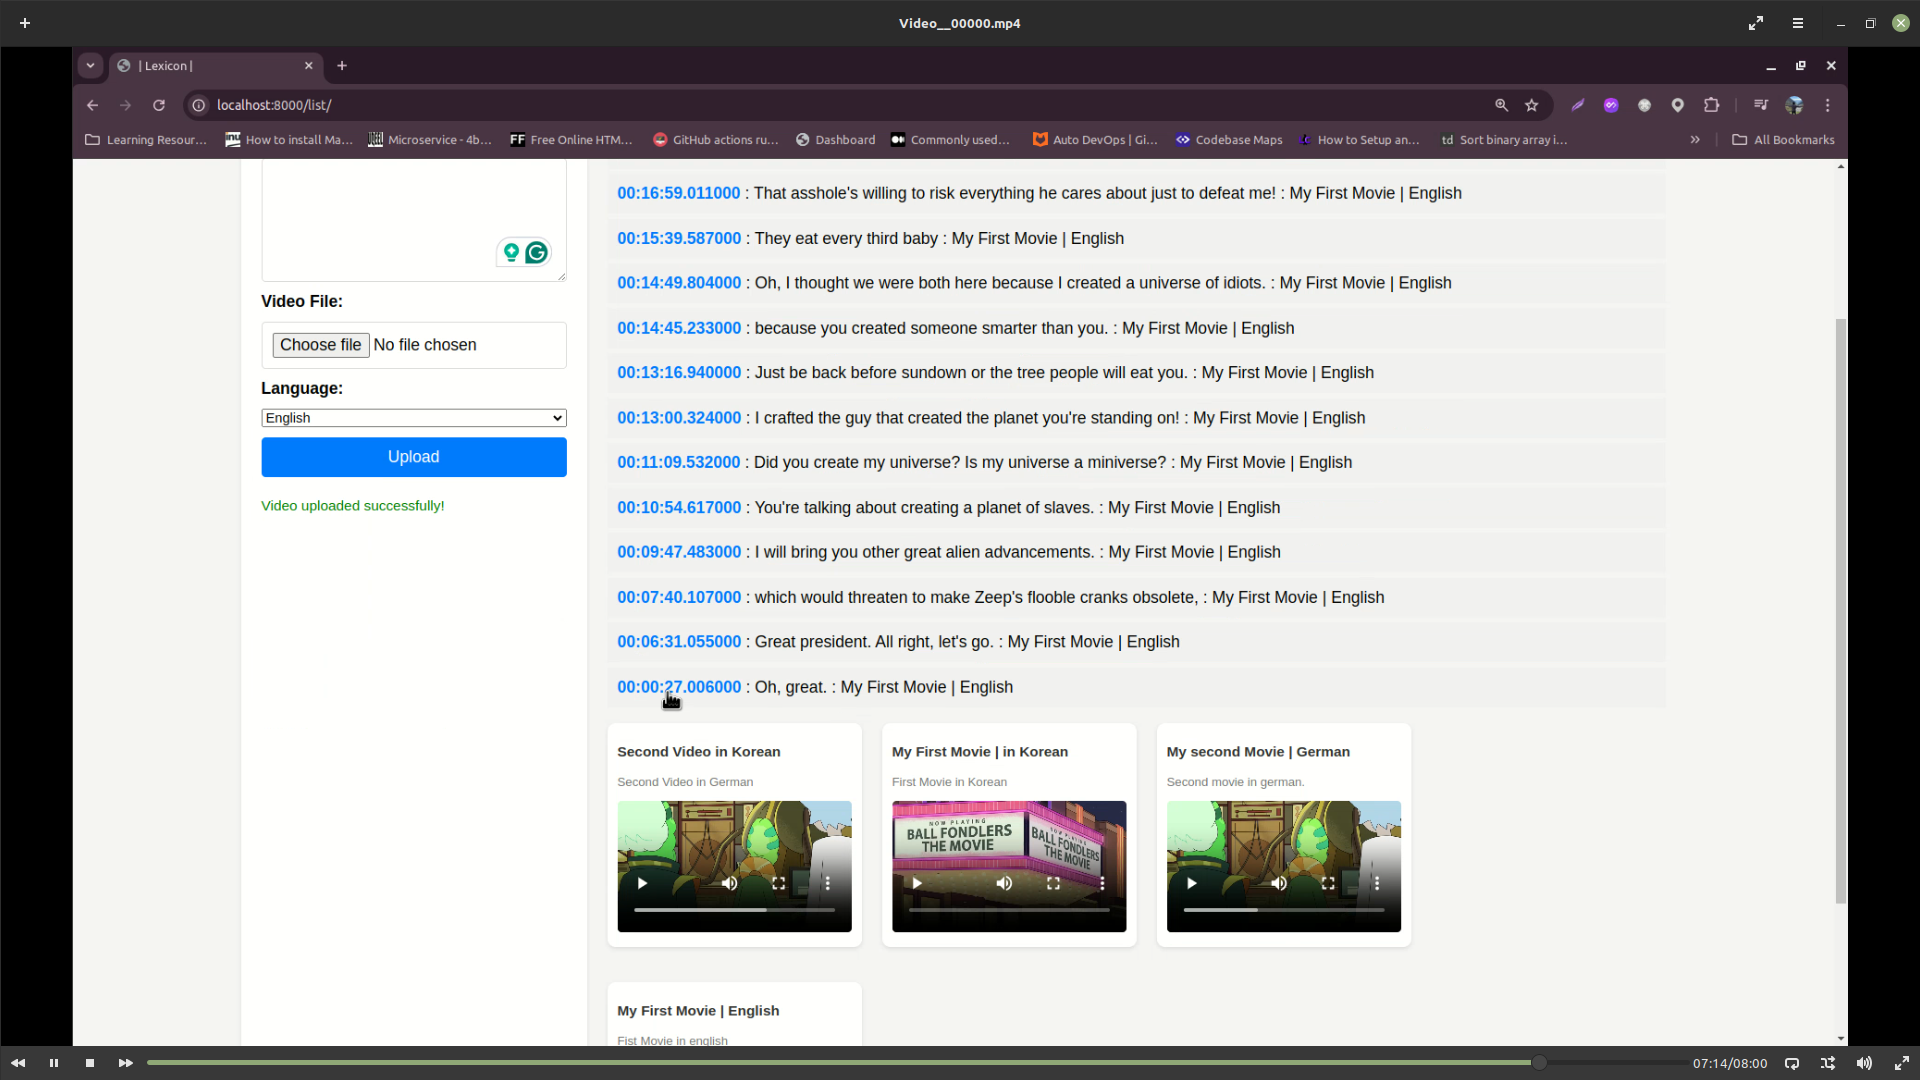 Video__00000.mp4
| Lexicon |
localhost:8000/list/
Learning Resour...
How to install Ma...
Microservice - 4b...
FF Free Online HTM...
GitHub actions ru...
Dashboard
Commonly used...
Auto DevOps | Gi...
Codebase Maps
How to Setup an...
td Sort binary array i...
»
All Bookmarks
00:16:59.011000 : That asshole's willing to risk everything he cares about just to defeat me! : My First Movie | English
00:15:39.587000 : They eat every third baby : My First Movie | English
00:14:49.804000 : Oh, I thought we were both here because I created a universe of idiots. : My First Movie | English
00:14:45.233000 : because you created someone smarter than you. : My First Movie | English
00:13:16.940000 : Just be back before sundown or the tree people will eat you. : My First Movie | English
00:13:00.324000 : I crafted the guy that created the planet you're standing on! : My First Movie | English
00:11:09.532000 : Did you create my universe? Is my universe a miniverse? : My First Movie | English
00:10:54.617000 : You're talking about creating a planet of slaves. : My First Movie | English
00:09:47.483000 : I will bring you other great alien advancements. : My First Movie | English
00:07:40.107000 : which would threaten to make Zeep's flooble cranks obsolete, : My First Movie | English
00:06:31.055000 : Great president. All right, let's go. : My First Movie | English
00:00:27.006000 : Oh, great. : My First Movie | English
Video File:
Choose file No file chosen
Language:
English
Upload
Video uploaded successfully!
Second Video in Korean
Second Video in German
My First Movie | in Korean
First Movie in Korean
NOW PLAYING
BALL FONDLERS
THE MOVIE
NOW PLAYING
BALL FONDLERS
THE MOVIE
My second Movie | German
Second movie in german.
My First Movie | English
Fist Movie in english
07:14/08:00